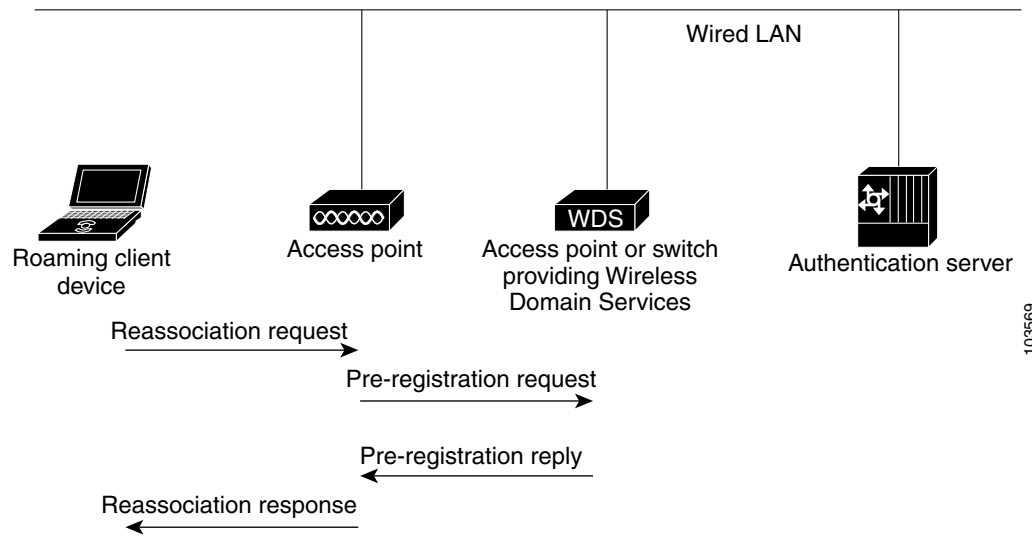 Wired LAN
WDS
Roaming client
device
Access point
Access point or switch
providing Wireless
Domain Services
Authentication server
103569
Reassociation request
Pre-registration request
Pre-registration reply
Reassociation response